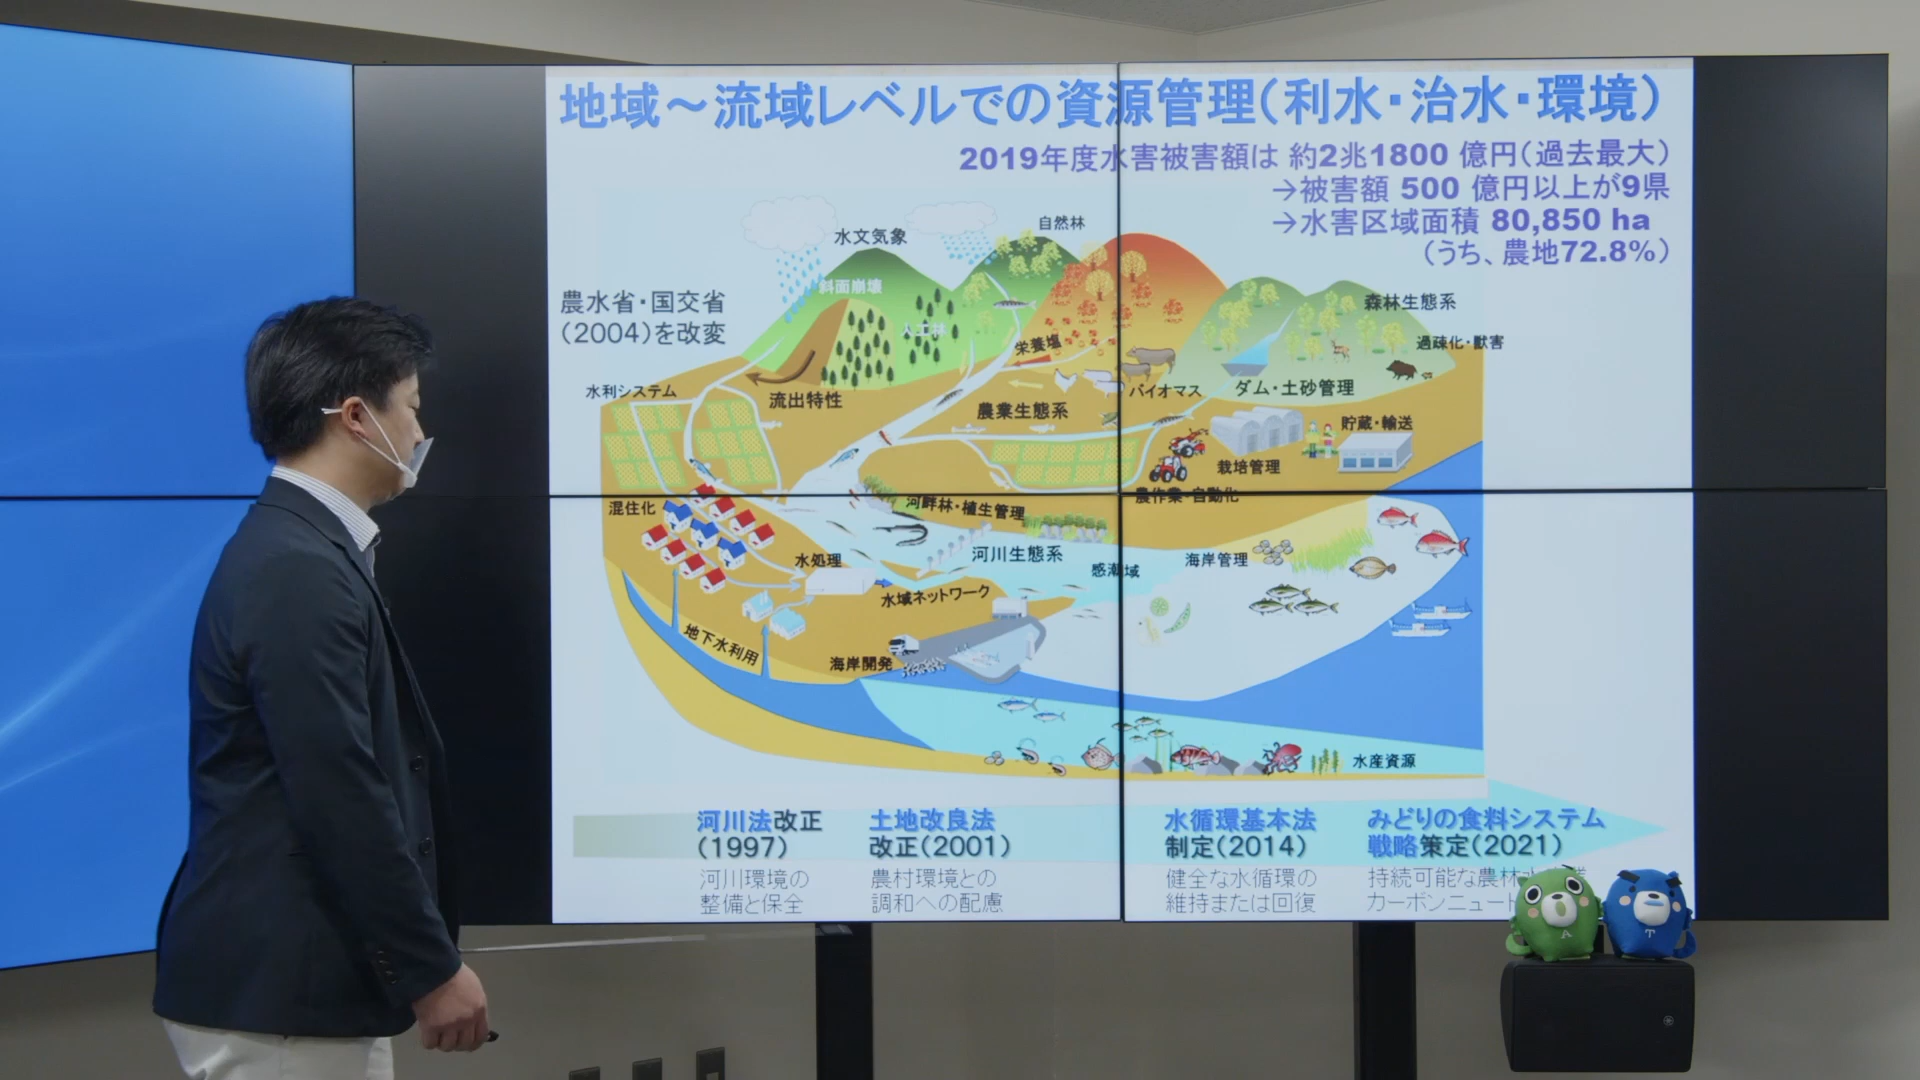 地域～流域レベルでの資源管理(利水・治水・環境)
2019年度水害被害額は 約2兆1800 億円(過去最大)
→被害額 500 億円以上が9県
→水害区域面積 80,850 ha
(うち、農地72.8%)
農水省・国交省
(2004)を改変
水文気象
自然林
斜面崩壊
人工林
森林生態系
過疎化・獣害
栄養塩
水利システム
流出特性
農業生態系
バイオマス
ダム・土砂管理
貯蔵・輸送
栽培管理
農作業・自動化
混住化
河畔林・植生管理
水処理
河川生態系
感潮域
海岸管理
水域ネットワーク
地下水利用
海岸開発
水産資源
河川法改正
(1997)
河川環境の
整備と保全
土地改良法
改正(2001)
農村環境との
調和への配慮
水循環基本法
制定(2014)
健全な水循環の
維持または回復
みどりの食料システム
戦略策定(2021)
持続可能な農林水
カーボンニュート
A
T